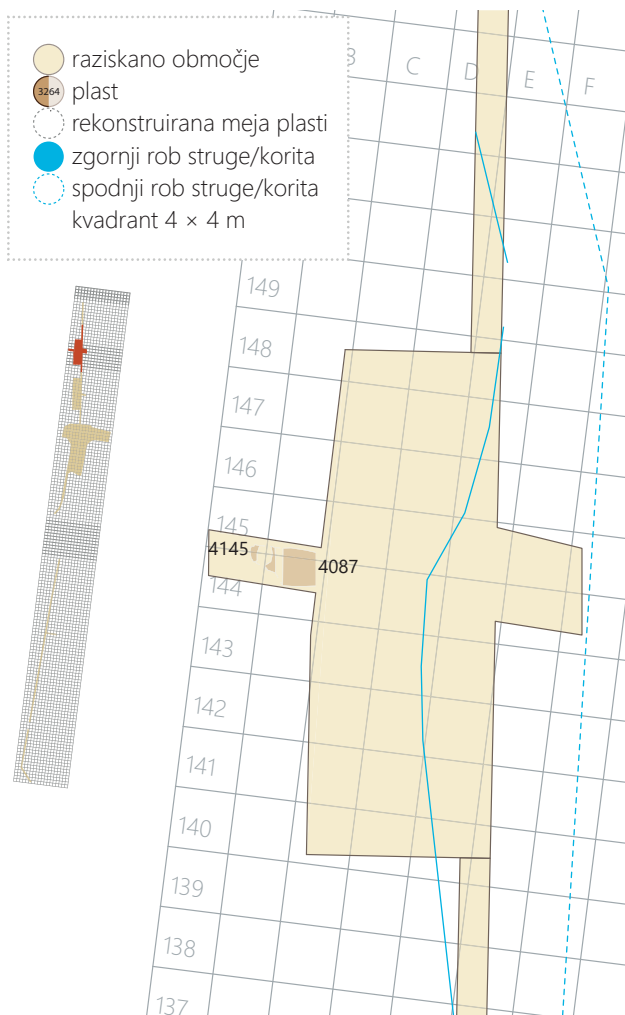 raziskano območje
3264
plast
rekonstruirana meja plasti
zgornji rob struge/korita
spodnji rob struge/korita
kvadrant 4 × 4 m
B
C
D
E
F
149
148
147
146
145
4145
4087
144
143
142
141
140
139
138
137